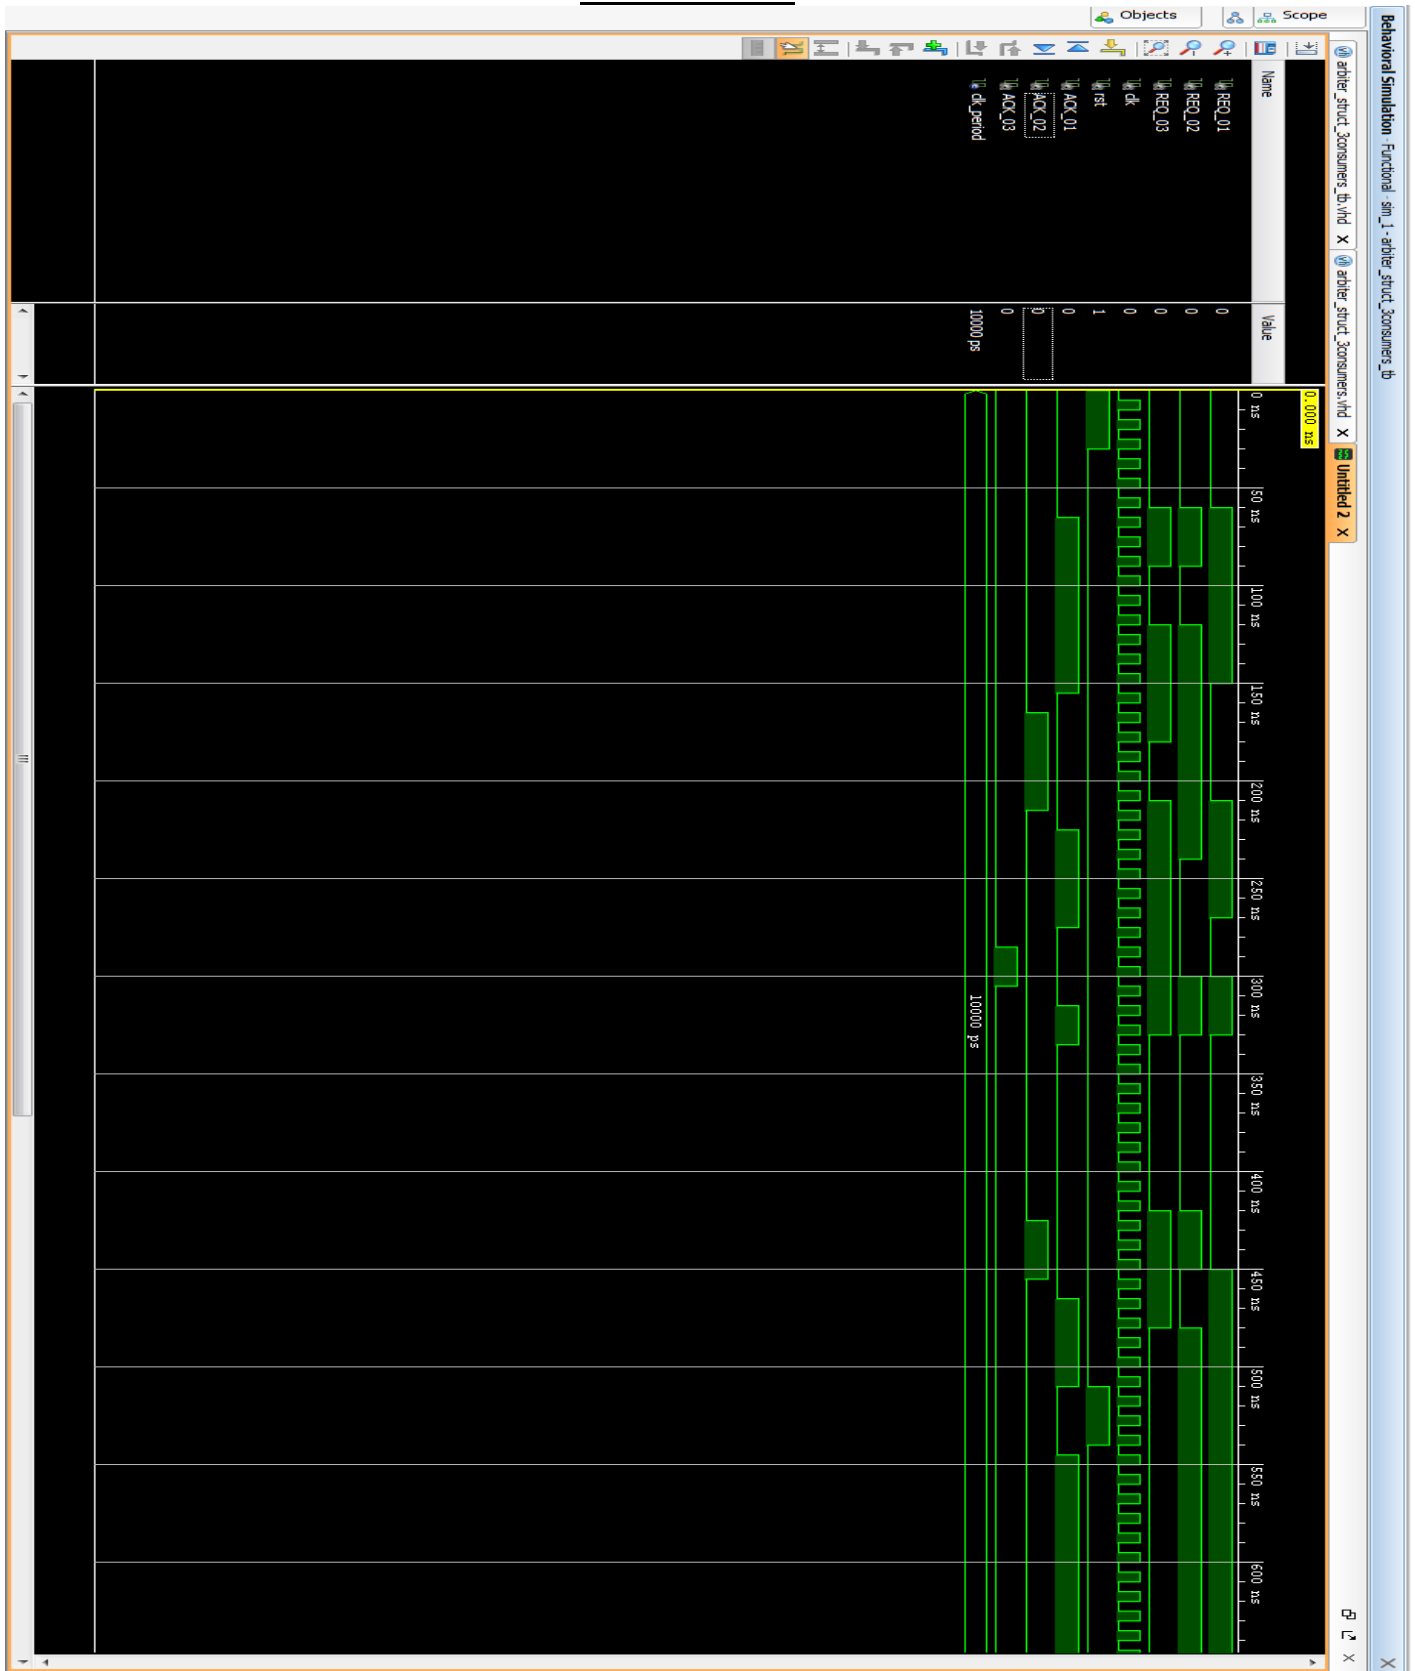 Behavioral Simulation - Functional - sim_1 - arbiter_struct_3consumers_tb X
Scope
Objects
arbiter_struct_3consumers_tb.vhd X
arbiter_struct_3consumers.vhd X
Untitled 2 X
Name
Value
0.000 ns
0 ns 50 ns 100 ns 150 ns 200 ns 250 ns 300 ns 350 ns 400 ns 450 ns 500 ns 550 ns 600 ns
REQ_01 0
REQ_02 0
REQ_03 0
clk 0
rst 1
ACK_01 0
ACK_02 0
ACK_03 0
clk_period 10000 ps 10000 ps